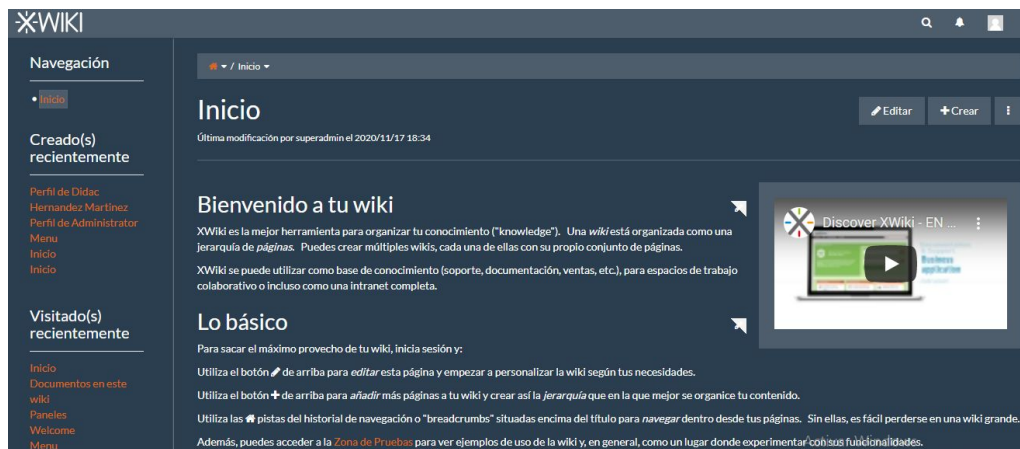 XWIKI
Navegación
Inicio
Creado(s)
recientemente
Perfil de Didac
Hernandez Martinez
Perfil de Administrator
Menu
Inicio
Inicio
Visitado(s)
recientemente
Inicio
Documentos en este
wiki
Paneles
Welcome
Menu
/ Inicio
Inicio
Editar
Crear
Última modificación por superadmin el 2020/11/17 18:34
Bienvenido a tu wiki
XWiki es la mejor herramienta para organizar tu conocimiento ("knowledge"). Una wiki está organizada como una
jerarquía de páginas. Puedes crear múltiples wikis, cada una de ellas con su propio conjunto de páginas.
XWiki se puede utilizar como base de conocimiento (soporte, documentación, ventas, etc.), para espacios de trabajo
colaborativo o incluso como una intranet completa.
Discover XWiki - EN ...
Business
application
Lo básico
Para sacar el máximo provecho de tu wiki, inicia sesión y:
Utiliza el botón de arriba para editar esta página y empezar a personalizar la wiki según tus necesidades.
Utiliza el botón + de arriba para añadir más páginas a tu wiki y crear así la jerarquía que en la que mejor se organice tu contenido.
Utiliza las pistas del historial de navegación o "breadcrumbs" situadas encima del título para navegar dentro desde tus páginas. Sin ellas, es fácil perderse en una wiki grande.
Además, puedes acceder a la Zona de Pruebas para ver ejemplos de uso de la wiki y, en general, como un lugar donde experimentar con sus funcionalidades.